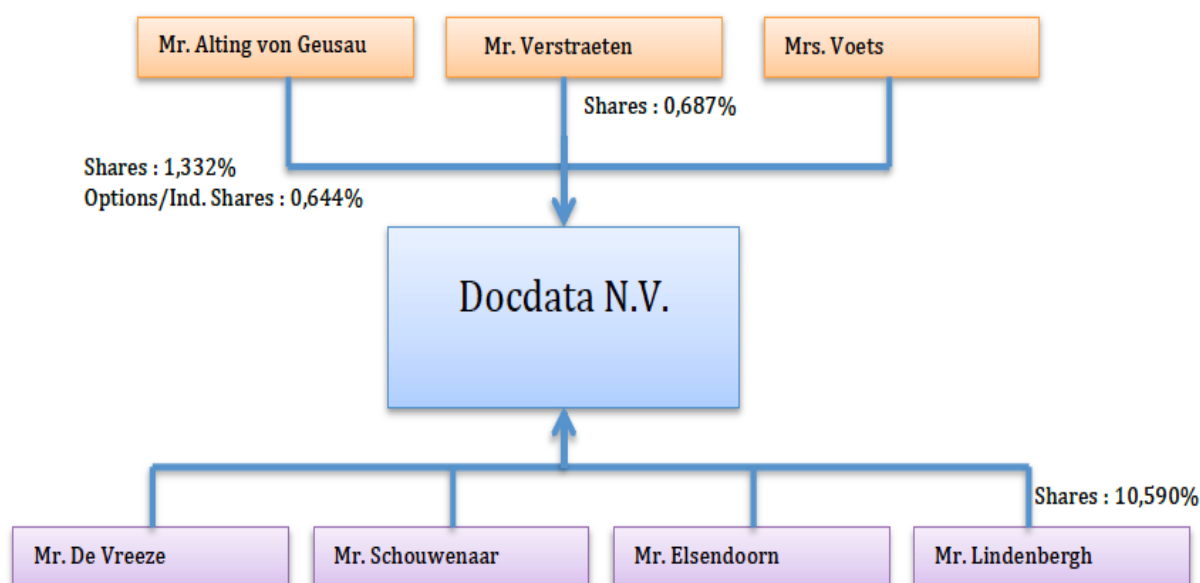 Mr. Alting von Geusau
Mr. Verstraeten
Mrs. Voets
Shares : 0,687%
Shares : 1,332%
Options/Ind. Shares : 0,644%
Docdata N.V.
Shares : 10,590%
Mr. De Vreeze
Mr. Schouwenaar
Mr. Elsendoorn
Mr. Lindenbergh